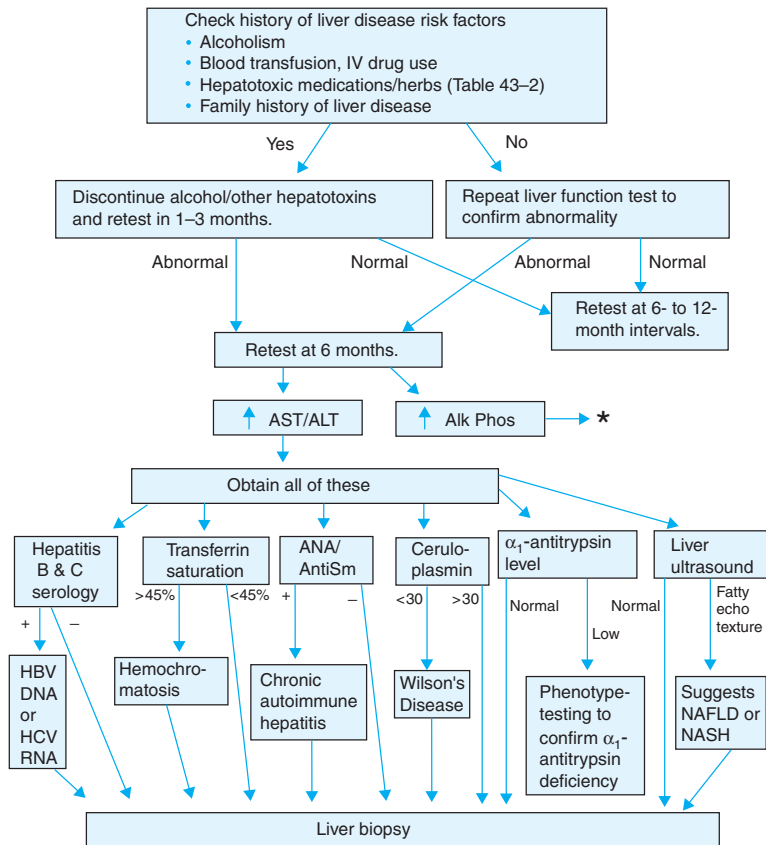 Check history of liver disease risk factors
• Alcoholism
• Blood transfusion, IV drug use
• Hepatotoxic medications/herbs (Table 43–2)
• Family history of liver disease
Yes
No
Discontinue alcohol/other hepatotoxins
and retest in 1–3 months.
Repeat liver function test to
confirm abnormality
Abnormal
Normal
Abnormal
Normal
Retest at 6- to 12-
month intervals.
Retest at 6 months.
↑ AST/ALT
↑ Alk Phos
*
Obtain all of these
Hepatitis
B & C
serology
Transferrin
saturation
ANA/
AntiSm
Cerulo-
plasmin
α₁-antitrypsin
level
Liver
ultrasound
+
–
>45%
<45%
+
–
<30
>30
Normal
Low
Normal
Fatty
echo
texture
HBV
DNA
or
HCV
RNA
Hemochro-
matosis
Chronic
autoimmune
hepatitis
Wilson's
Disease
Phenotype-
testing to
confirm α₁-
antitrypsin
deficiency
Suggests
NAFLD or
NASH
Liver biopsy